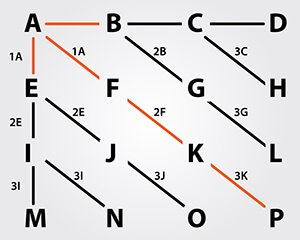 A B C D
1A 1A 2B 3C
E F G H
2E 2E 2F 3G
I J K L
3I 3I 3J 3K
M N O P